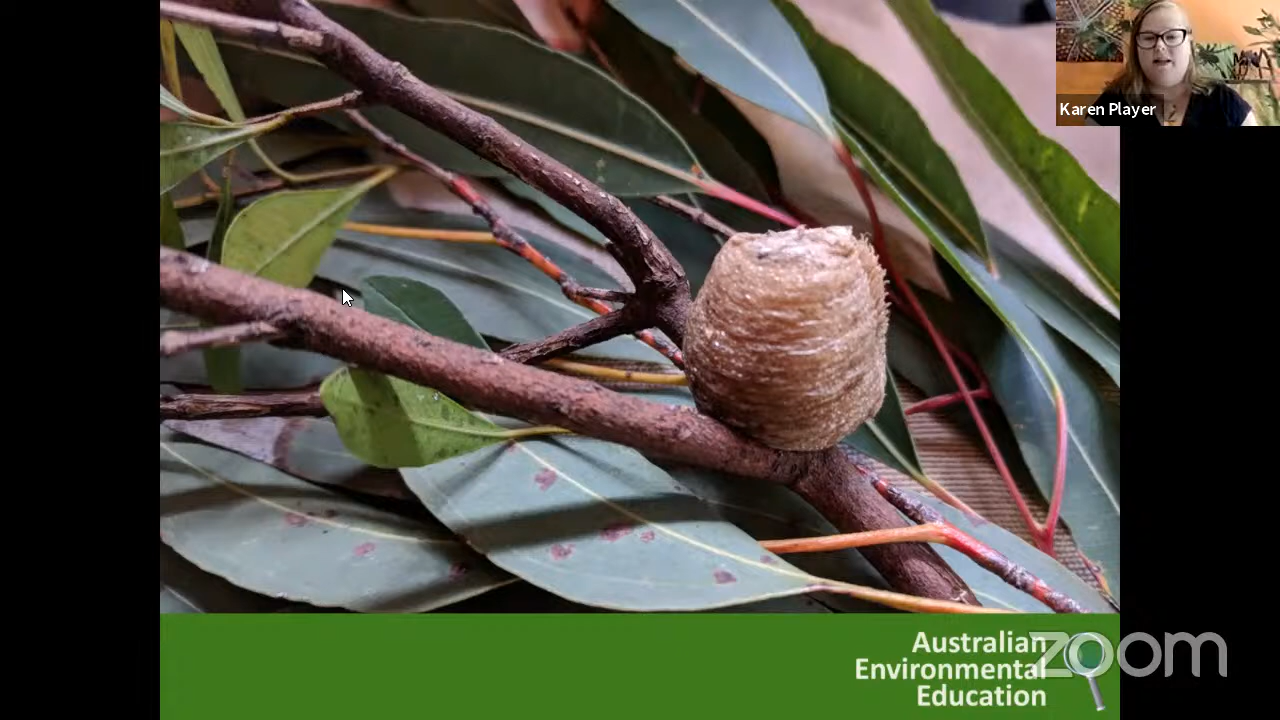 Karen Player
Australian
Environmental
Education
zoom